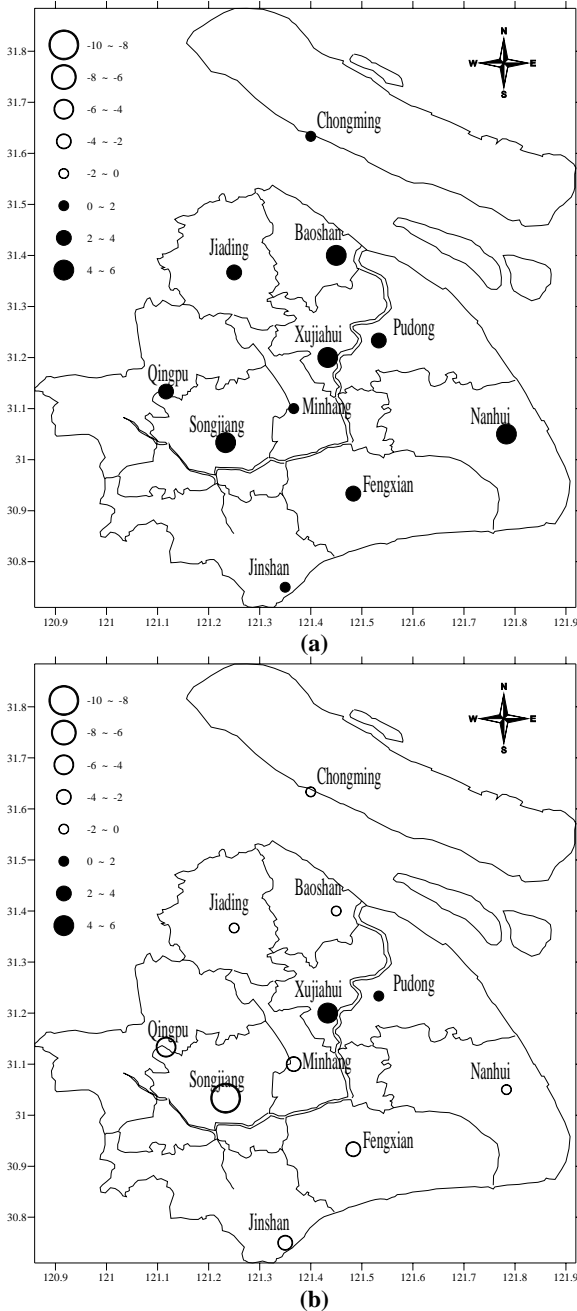 31.8
-10 ~ -8
N
W E
S
-8 ~ -6
31.7
-6 ~ -4
-4 ~ -2
Chongming
31.6
-2 ~ 0
0 ~ 2
31.5
2 ~ 4
4 ~ 6
Baoshan
31.4
Jiading
31.3
Xujiahui
Pudong
31.2
Qingpu
31.1
Minhang
Songjiang
Nanhui
31
Fengxian
30.9
30.8
Jinshan
120.9 121 121.1 121.2 121.3 121.4 121.5 121.6 121.7 121.8 121.9
(a)
31.8
-10 ~ -8
N
W E
S
-8 ~ -6
31.7
-6 ~ -4
-4 ~ -2
Chongming
31.6
-2 ~ 0
0 ~ 2
31.5
2 ~ 4
4 ~ 6
Baoshan
31.4
Jiading
31.3
Xujiahui
Pudong
31.2
Qingpu
31.1
Minhang
Nanhui
Songjiang
31
Fengxian
30.9
30.8
Jinshan
120.9 121 121.1 121.2 121.3 121.4 121.5 121.6 121.7 121.8 121.9
(b)